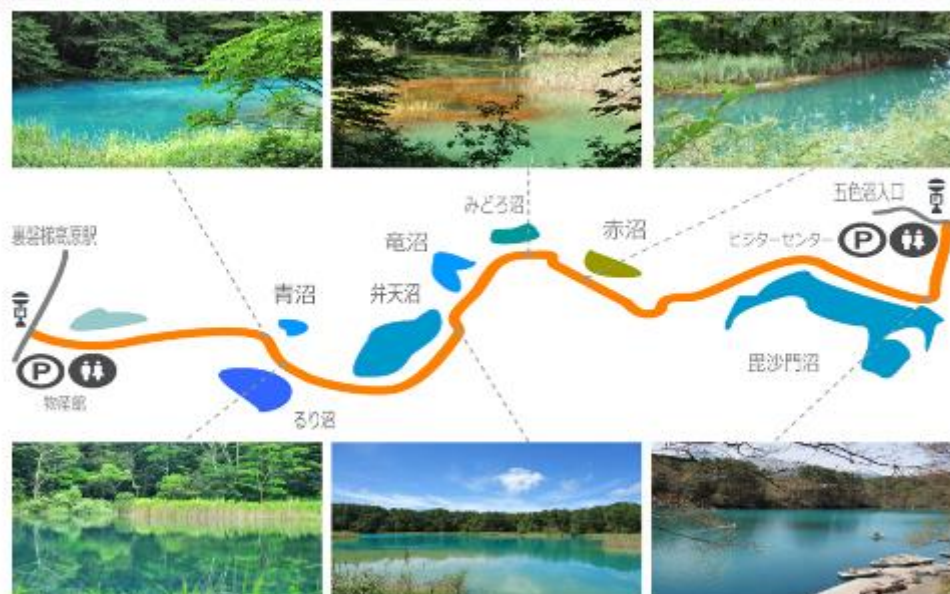 みどろ沼
五色沼入口
赤沼
裏磐梯高原駅
竜沼
ビジターセンター
P
青沼
弁天沼
毘沙門沼
P
物産館
るり沼